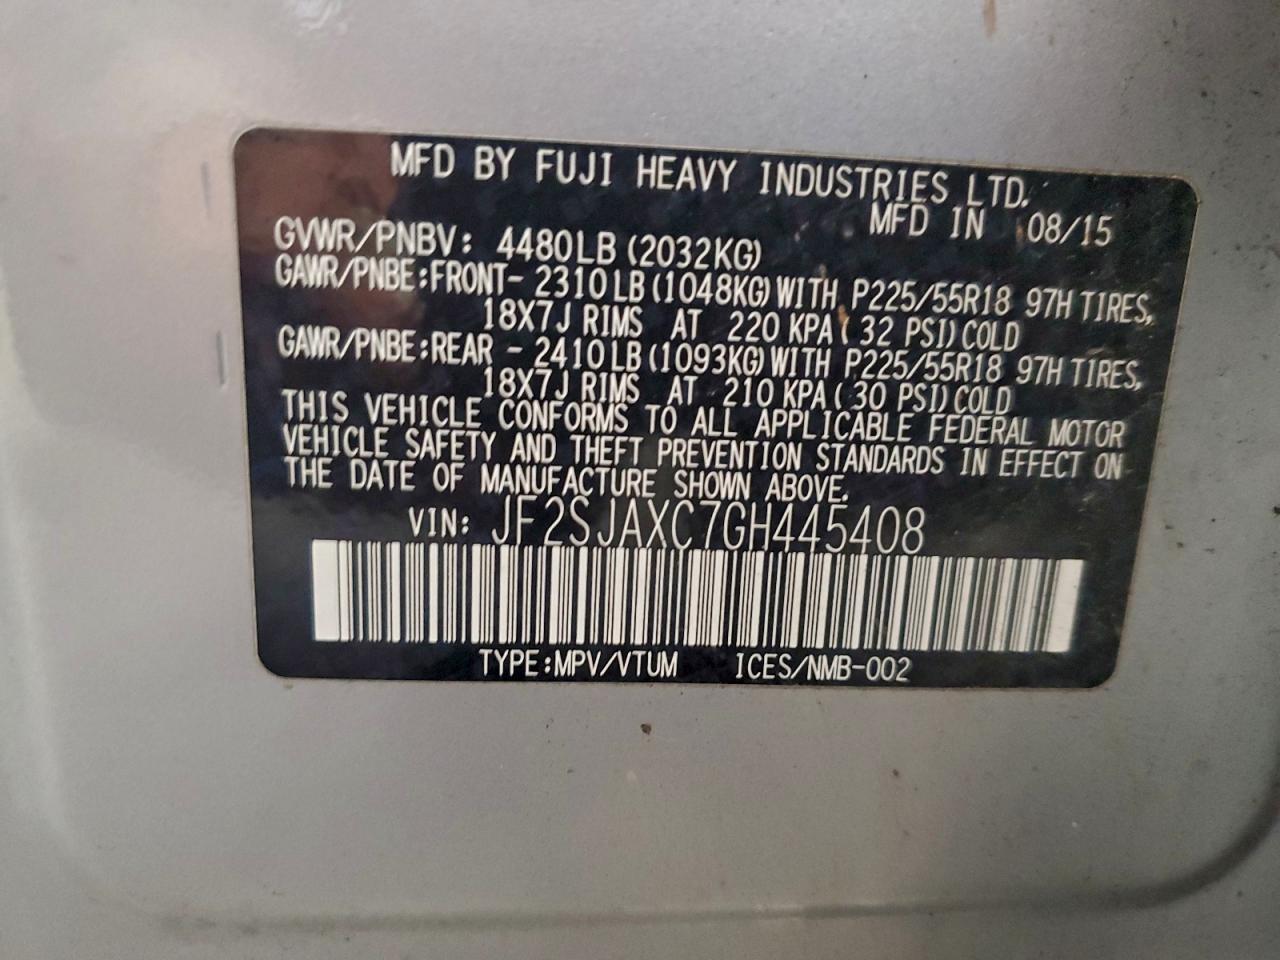 MFD BY FUJI HEAVY INDUSTRIES LTD.
MFD IN 08/15
GVWR/PNBV: 4480LB (2032KG)
GAWR/PNBE:FRONT- 2310LB (1048KG) WITH P225/55R18 97H TIRES,
18X7J RIMS AT 220 KPA ( 32 PSI) COLD
GAWR/PNBE:REAR - 2410LB (1093KG) WITH P225/55R18 97H TIRES,
18X7J RIMS AT 210 KPA ( 30 PSI) COLD
THIS VEHICLE CONFORMS TO ALL APPLICABLE FEDERAL MOTOR
VEHICLE SAFETY AND THEFT PREVENTION STANDARDS IN EFFECT ON
THE DATE OF MANUFACTURE SHOWN ABOVE.
VIN: JF2SJAXC7GH445408
TYPE:MPV/VTUM ICES/NMB-002